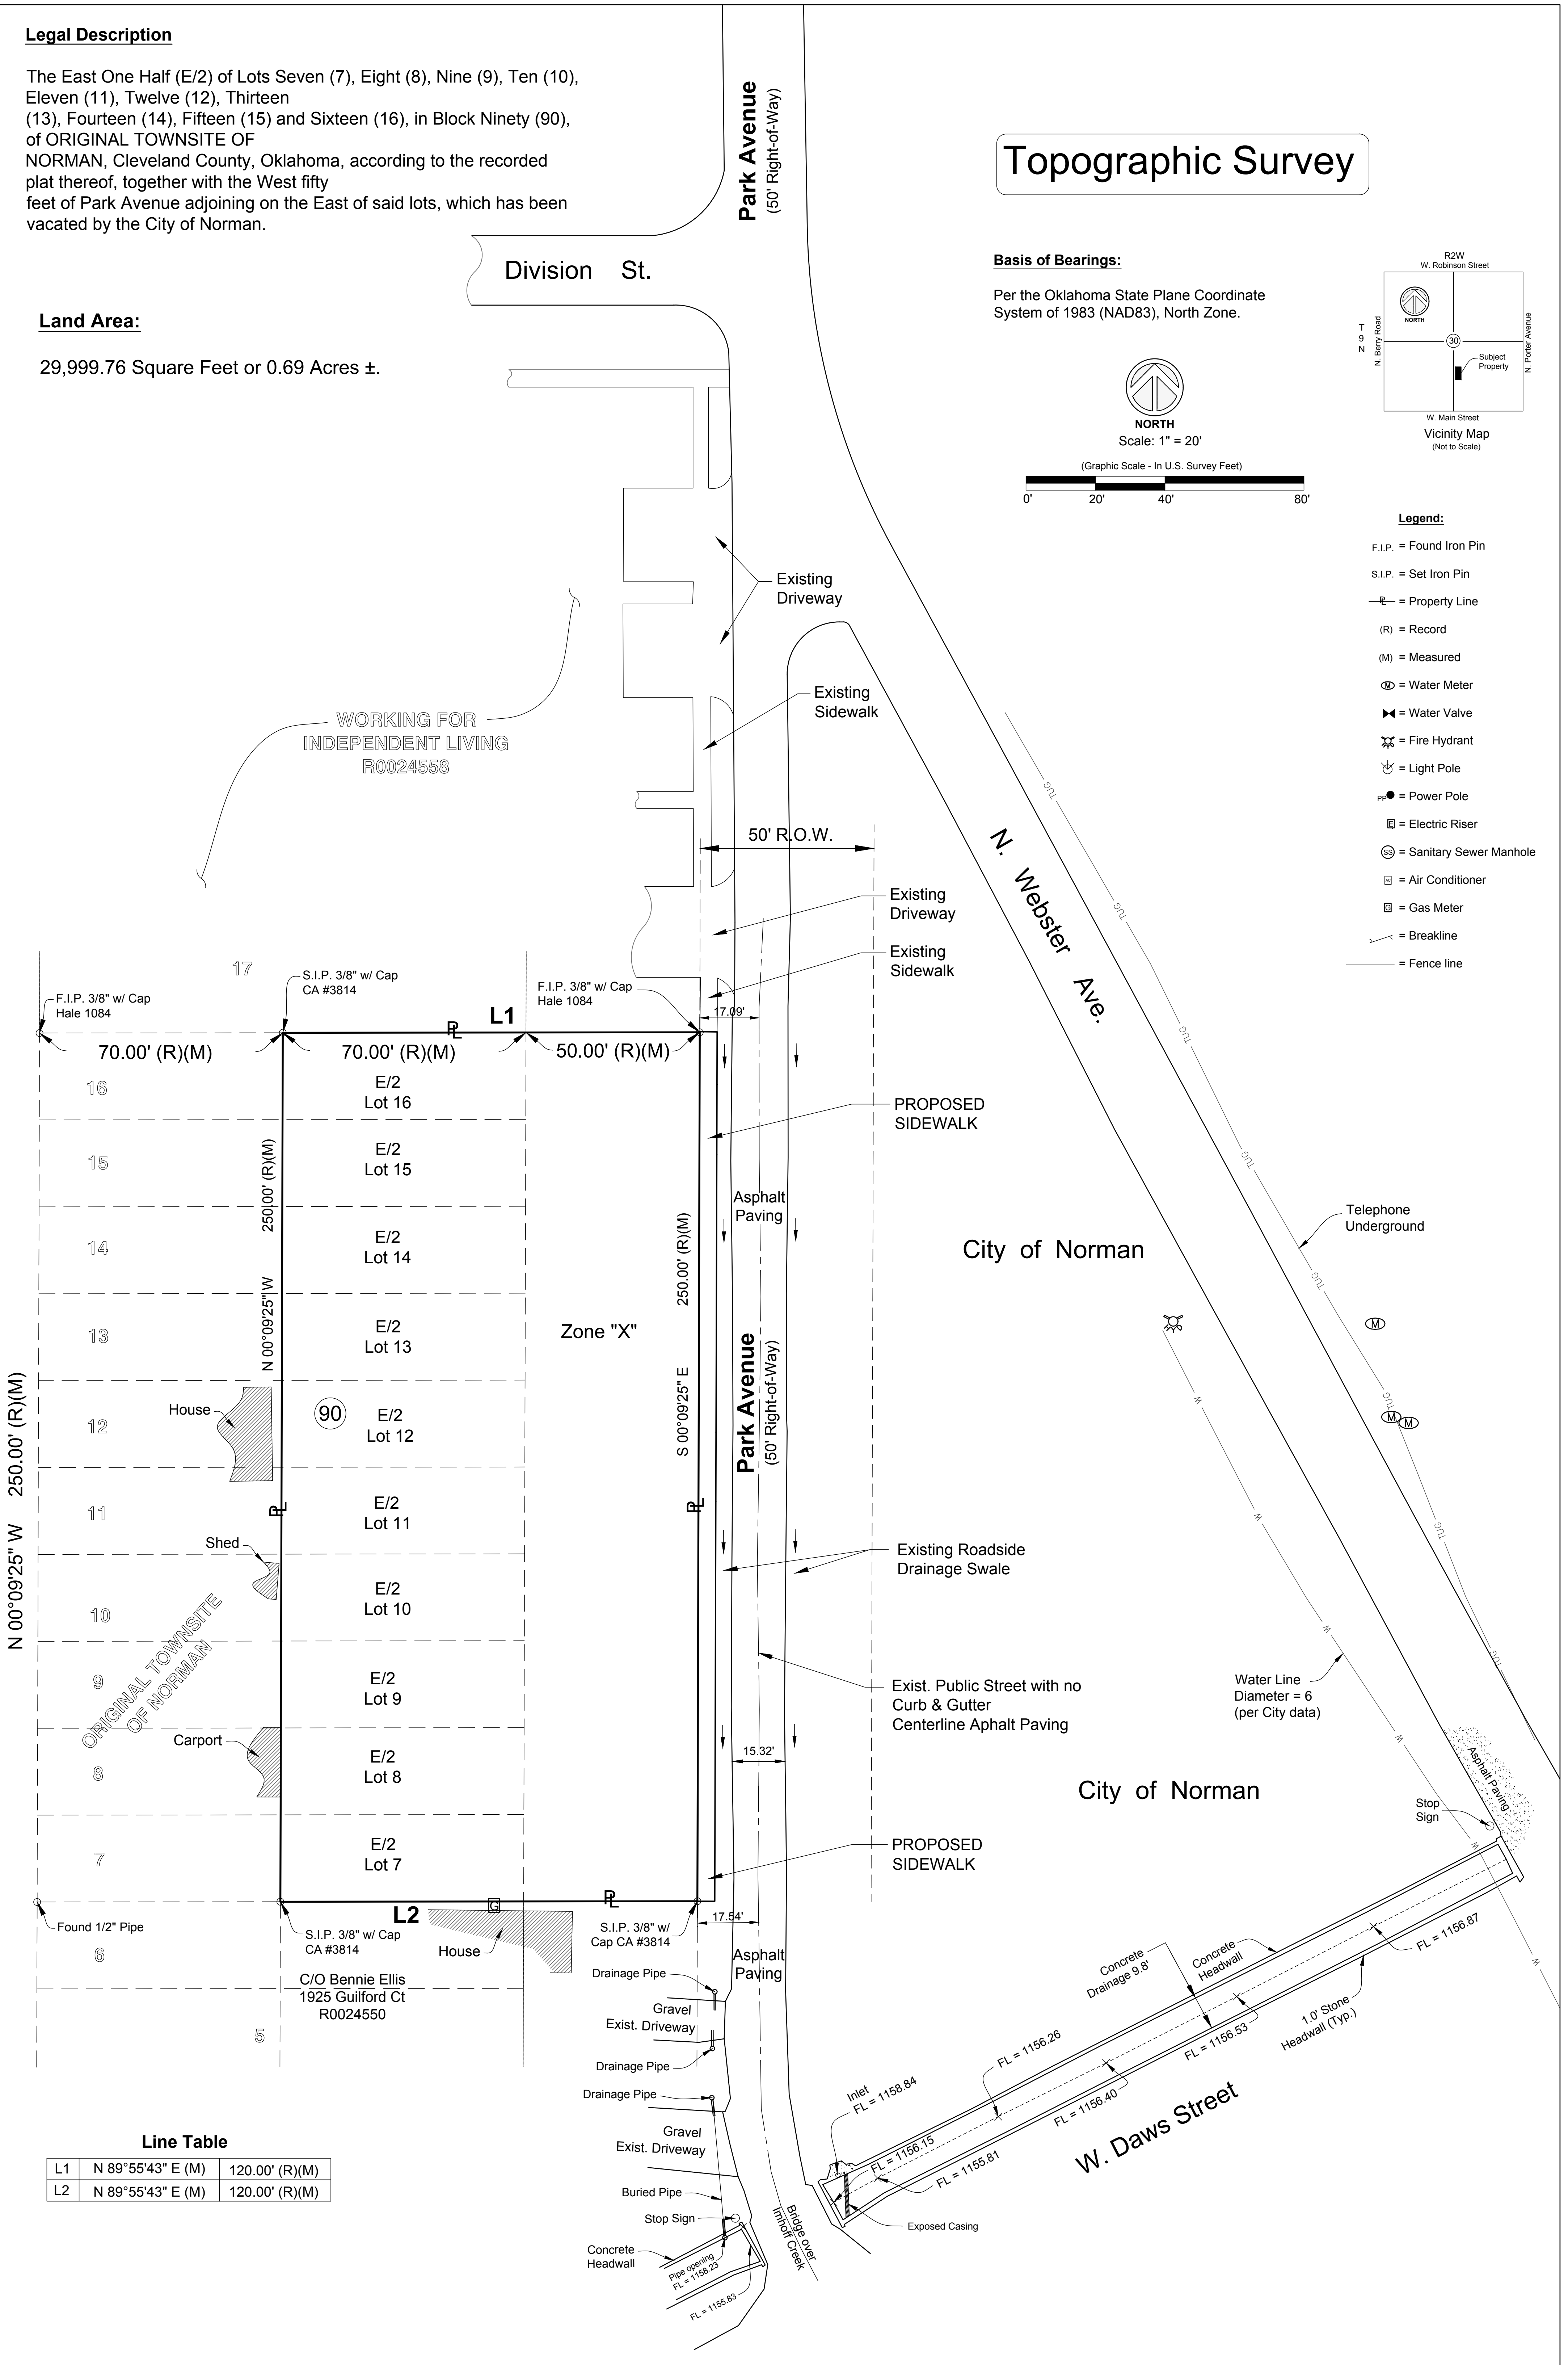 Legal Description
The East One Half (E/2) of Lots Seven (7), Eight (8), Nine (9), Ten (10),
Eleven (11), Twelve (12), Thirteen
(13), Fourteen (14), Fifteen (15) and Sixteen (16), in Block Ninety (90),
of ORIGINAL TOWNSITE OF
NORMAN, Cleveland County, Oklahoma, according to the recorded
plat thereof, together with the West fifty
feet of Park Avenue adjoining on the East of said lots, which has been
vacated by the City of Norman.
Land Area:
29,999.76 Square Feet or 0.69 Acres ±.
Division St.
Park Avenue
(50' Right-of-Way)
Topographic Survey
Basis of Bearings:
Per the Oklahoma State Plane Coordinate
System of 1983 (NAD83), North Zone.
NORTH
Scale: 1" = 20'
(Graphic Scale - In U.S. Survey Feet)
0' 20' 40' 80'
R2W
W. Robinson Street
T
9
N
N. Berry Road
NORTH
30
Subject
Property
N. Porter Avenue
W. Main Street
Vicinity Map
(Not to Scale)
Legend:
F.I.P. = Found Iron Pin
S.I.P. = Set Iron Pin
PL = Property Line
(R) = Record
(M) = Measured
M = Water Meter
= Water Valve
= Fire Hydrant
= Light Pole
PP = Power Pole
E = Electric Riser
SS = Sanitary Sewer Manhole
AC = Air Conditioner
G = Gas Meter
= Breakline
= Fence line
Existing
Driveway
Existing
Sidewalk
WORKING FOR
INDEPENDENT LIVING
R0024558
50' R.O.W.
Existing
Driveway
Existing
Sidewalk
N. Webster Ave.
TUG
TUG
TUG
TUG
TUG
TUG
TUG
TUG
17
F.I.P. 3/8" w/ Cap
Hale 1084
S.I.P. 3/8" w/ Cap
CA #3814
F.I.P. 3/8" w/ Cap
Hale 1084
L1
PL
17.09'
70.00' (R)(M)
70.00' (R)(M)
50.00' (R)(M)
16
E/2
Lot 16
PROPOSED
SIDEWALK
15
E/2
Lot 15
14
E/2
Lot 14
13
E/2
Lot 13
12
E/2
Lot 12
11
E/2
Lot 11
10
E/2
Lot 10
9
E/2
Lot 9
8
E/2
Lot 8
7
E/2
Lot 7
N 00°09'25" W 250.00' (R)(M)
N 00°09'25" W 250.00' (R)(M)
S 00°09'25" E 250.00' (R)(M)
Zone "X"
90
House
Shed
Carport
PL
PL
ORIGINAL TOWNSITE
OF NORMAN
Asphalt
Paving
Park Avenue
(50' Right-of-Way)
City of Norman
Telephone
Underground
M
M
M
W
W
W
W
W
W
Existing Roadside
Drainage Swale
Exist. Public Street with no
Curb & Gutter
Centerline Aphalt Paving
15.32'
Water Line
Diameter = 6
(per City data)
City of Norman
Asphalt Paving
Stop
Sign
PROPOSED
SIDEWALK
PL
G
L2
17.54'
Found 1/2" Pipe
S.I.P. 3/8" w/ Cap
CA #3814
House
S.I.P. 3/8" w/
Cap CA #3814
6
5
C/O Bennie Ellis
1925 Guilford Ct
R0024550
Asphalt
Paving
Drainage Pipe
Gravel
Exist. Driveway
Drainage Pipe
Drainage Pipe
Gravel
Exist. Driveway
Buried Pipe
Stop Sign
Concrete
Headwall
Pipe opening
FL = 1158.23
FL = 1155.83
Bridge over
Imhoff Creek
Inlet
FL = 1158.84
FL = 1156.15
FL = 1155.81
Exposed Casing
FL = 1156.26
FL = 1156.40
Concrete
Drainage 9.8'
Concrete
Headwall
FL = 1156.53
1.0' Stone
Headwall (Typ.)
FL = 1156.87
W. Daws Street
Line Table
L1 N 89°55'43" E (M) 120.00' (R)(M)
L2 N 89°55'43" E (M) 120.00' (R)(M)